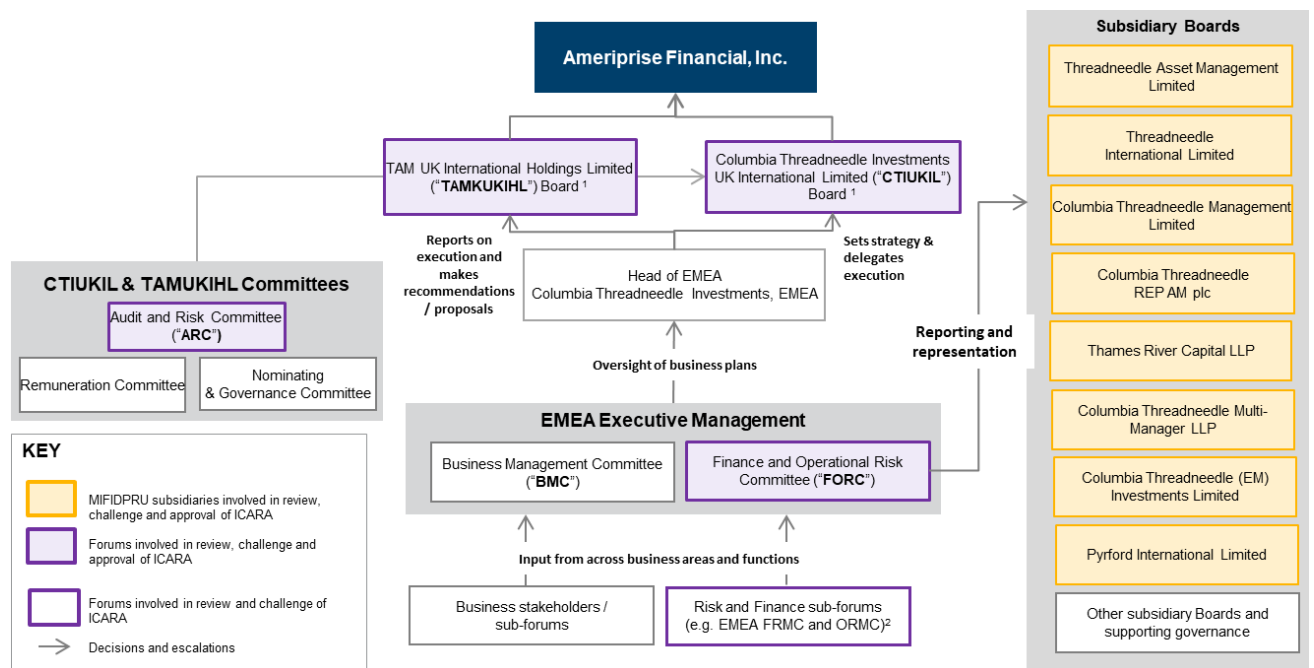 Ameriprise Financial, Inc.
TAM UK International Holdings Limited
("TAMKUKIHL") Board 1
Columbia Threadneedle Investments
UK International Limited ("CTIUKIL")
Board 1
Reports on
execution and
makes
recommendations
/ proposals
Sets strategy &
delegates
execution
Head of EMEA
Columbia Threadneedle Investments, EMEA
CTIUKIL & TAMUKIHL Committees
Audit and Risk Committee
("ARC")
Remuneration Committee
Nominating
& Governance Committee
Oversight of business plans
EMEA Executive Management
Business Management Committee
("BMC")
Finance and Operational Risk
Committee ("FORC")
Input from across business areas and functions
Business stakeholders /
sub-forums
Risk and Finance sub-forums
(e.g. EMEA FRMC and ORMC)2
Reporting and
representation
KEY
MIFIDPRU subsidiaries involved in review,
challenge and approval of ICARA
Forums involved in review, challenge and
approval of ICARA
Forums involved in review and challenge of
ICARA
Decisions and escalations
Subsidiary Boards
Threadneedle Asset Management
Limited
Threadneedle
International Limited
Columbia Threadneedle Management
Limited
Columbia Threadneedle
REP AM plc
Thames River Capital LLP
Columbia Threadneedle Multi-
Manager LLP
Columbia Threadneedle (EM)
Investments Limited
Pyrford International Limited
Other subsidiary Boards and
supporting governance